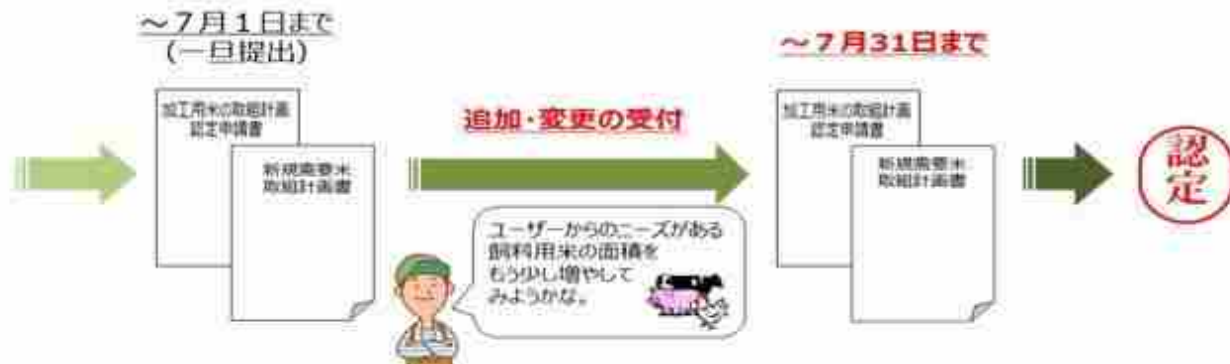 ～７月１日まで
（一旦提出）
加工用米の取組計画
認定申請書
新規需要米
取組計画書
追加・変更の受付
ユーザーからのニーズがある
飼料用米の面積を
もう少し増やして
みようかな。
～７月31日まで
加工用米の取組計画
認定申請書
新規需要米
取組計画書
認定